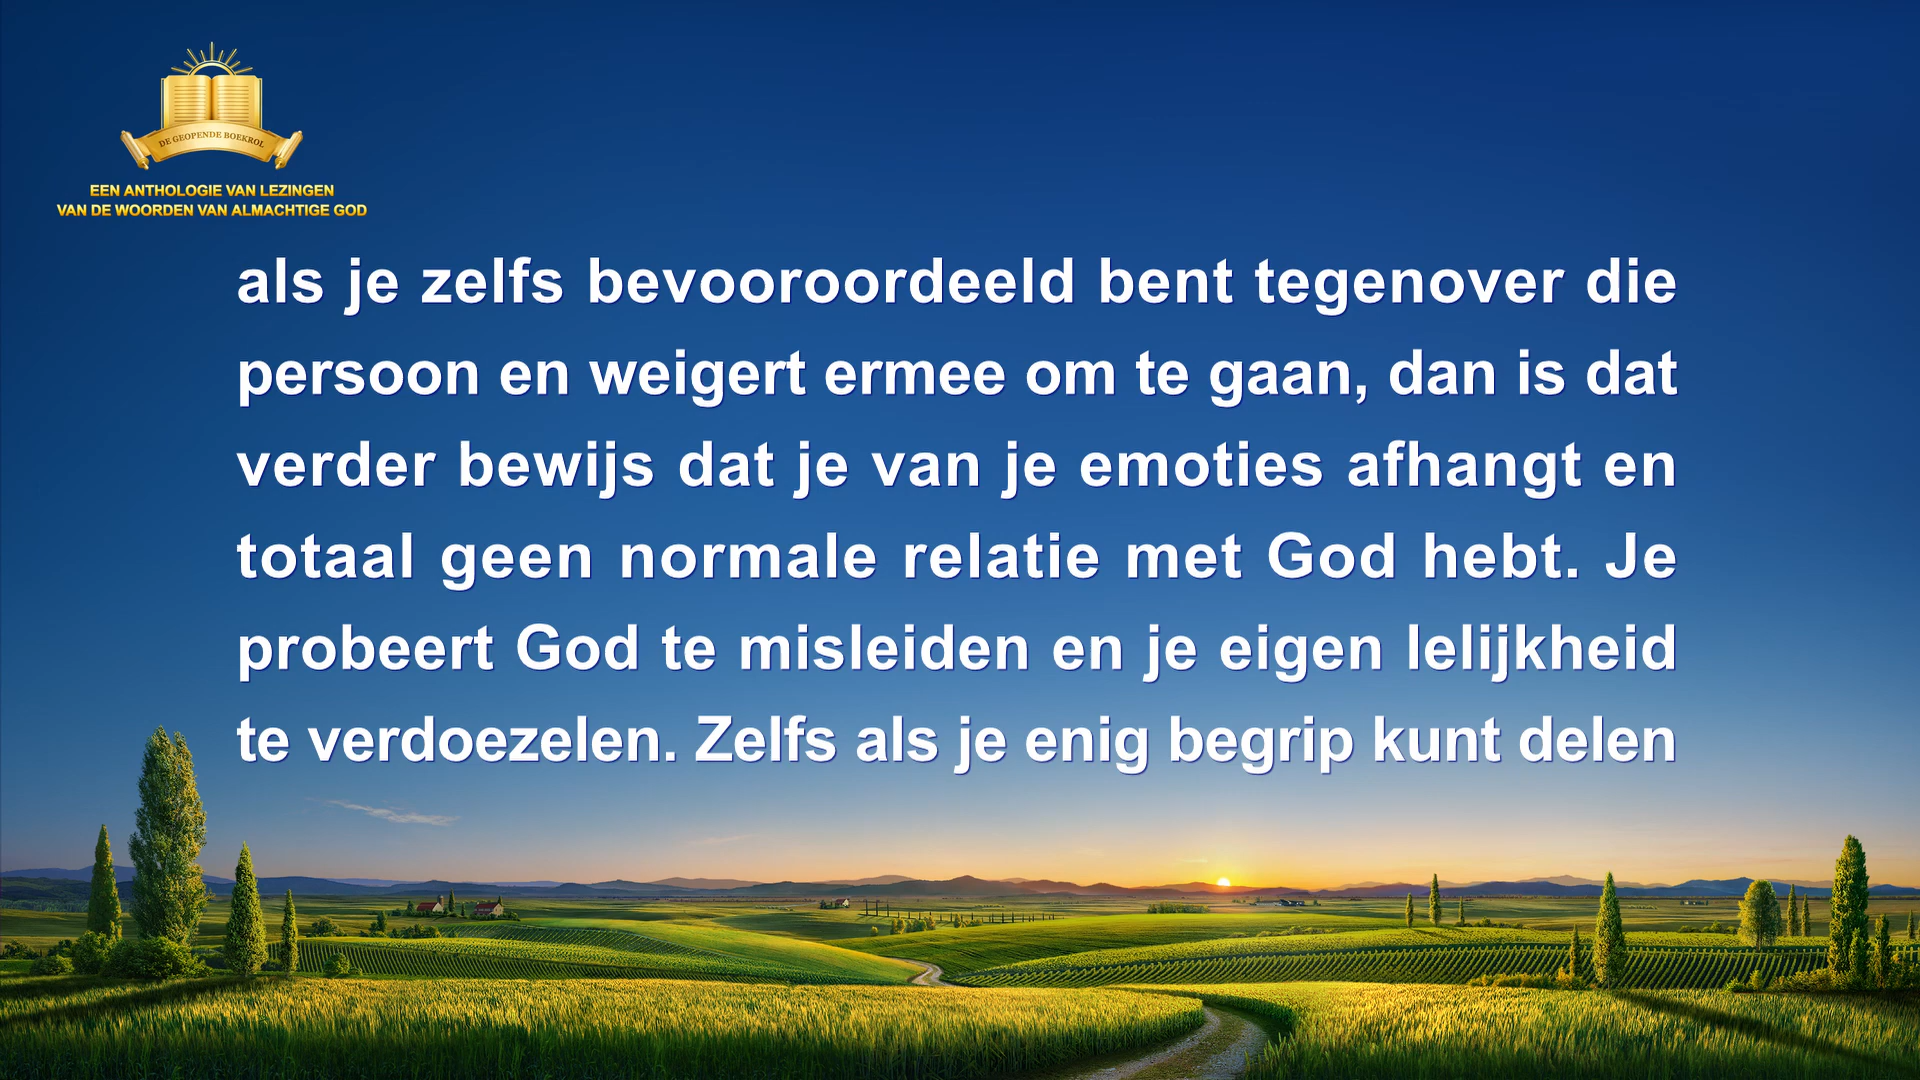 DE GEOPENDE BOEKROL
EEN ANTHOLOGIE VAN LEZINGEN
VAN DE WOORDEN VAN ALMACHTIGE GOD
als je zelfs bevooroordeeld bent tegenover die
persoon en weigert ermee om te gaan, dan is dat
verder bewijs dat je van je emoties afhangt en
totaal geen normale relatie met God hebt. Je
probeert God te misleiden en je eigen lelijkheid
te verdoezelen. Zelfs als je enig begrip kunt delen